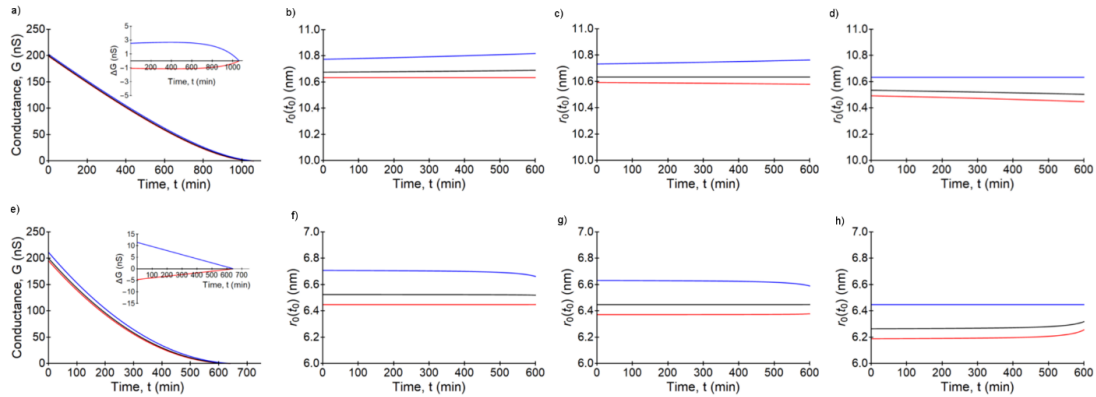 a)
250
200
150
100
50
0
Conductance, G (nS)
0 200 400 600 800 1000
Time, t (min)
5
3
1
−1
−3
−5
ΔG (nS)
200 400 600 800 1000
Time, t (min)
b)
11.0
10.8
10.6
10.4
10.2
10.0
r0(t0) (nm)
0 100 200 300 400 500 600
Time, t (min)
c)
11.0
10.8
10.6
10.4
10.2
10.0
r0(t0) (nm)
0 100 200 300 400 500 600
Time, t (min)
d)
11.0
10.8
10.6
10.4
10.2
10.0
r0(t0) (nm)
0 100 200 300 400 500 600
Time, t (min)
e)
250
200
150
100
50
0
Conductance, G (nS)
0 100 200 300 400 500 600 700
Time, t (min)
15
10
5
0
−5
−10
−15
ΔG (nS)
100 200 300 400 500 600 700
Time, t (min)
f)
7.0
6.8
6.6
6.4
6.2
6.0
r0(t0) (nm)
0 100 200 300 400 500 600
Time, t (min)
g)
7.0
6.8
6.6
6.4
6.2
6.0
r0(t0) (nm)
0 100 200 300 400 500 600
Time, t (min)
h)
7.0
6.8
6.6
6.4
6.2
6.0
r0(t0) (nm)
0 100 200 300 400 500 600
Time, t (min)